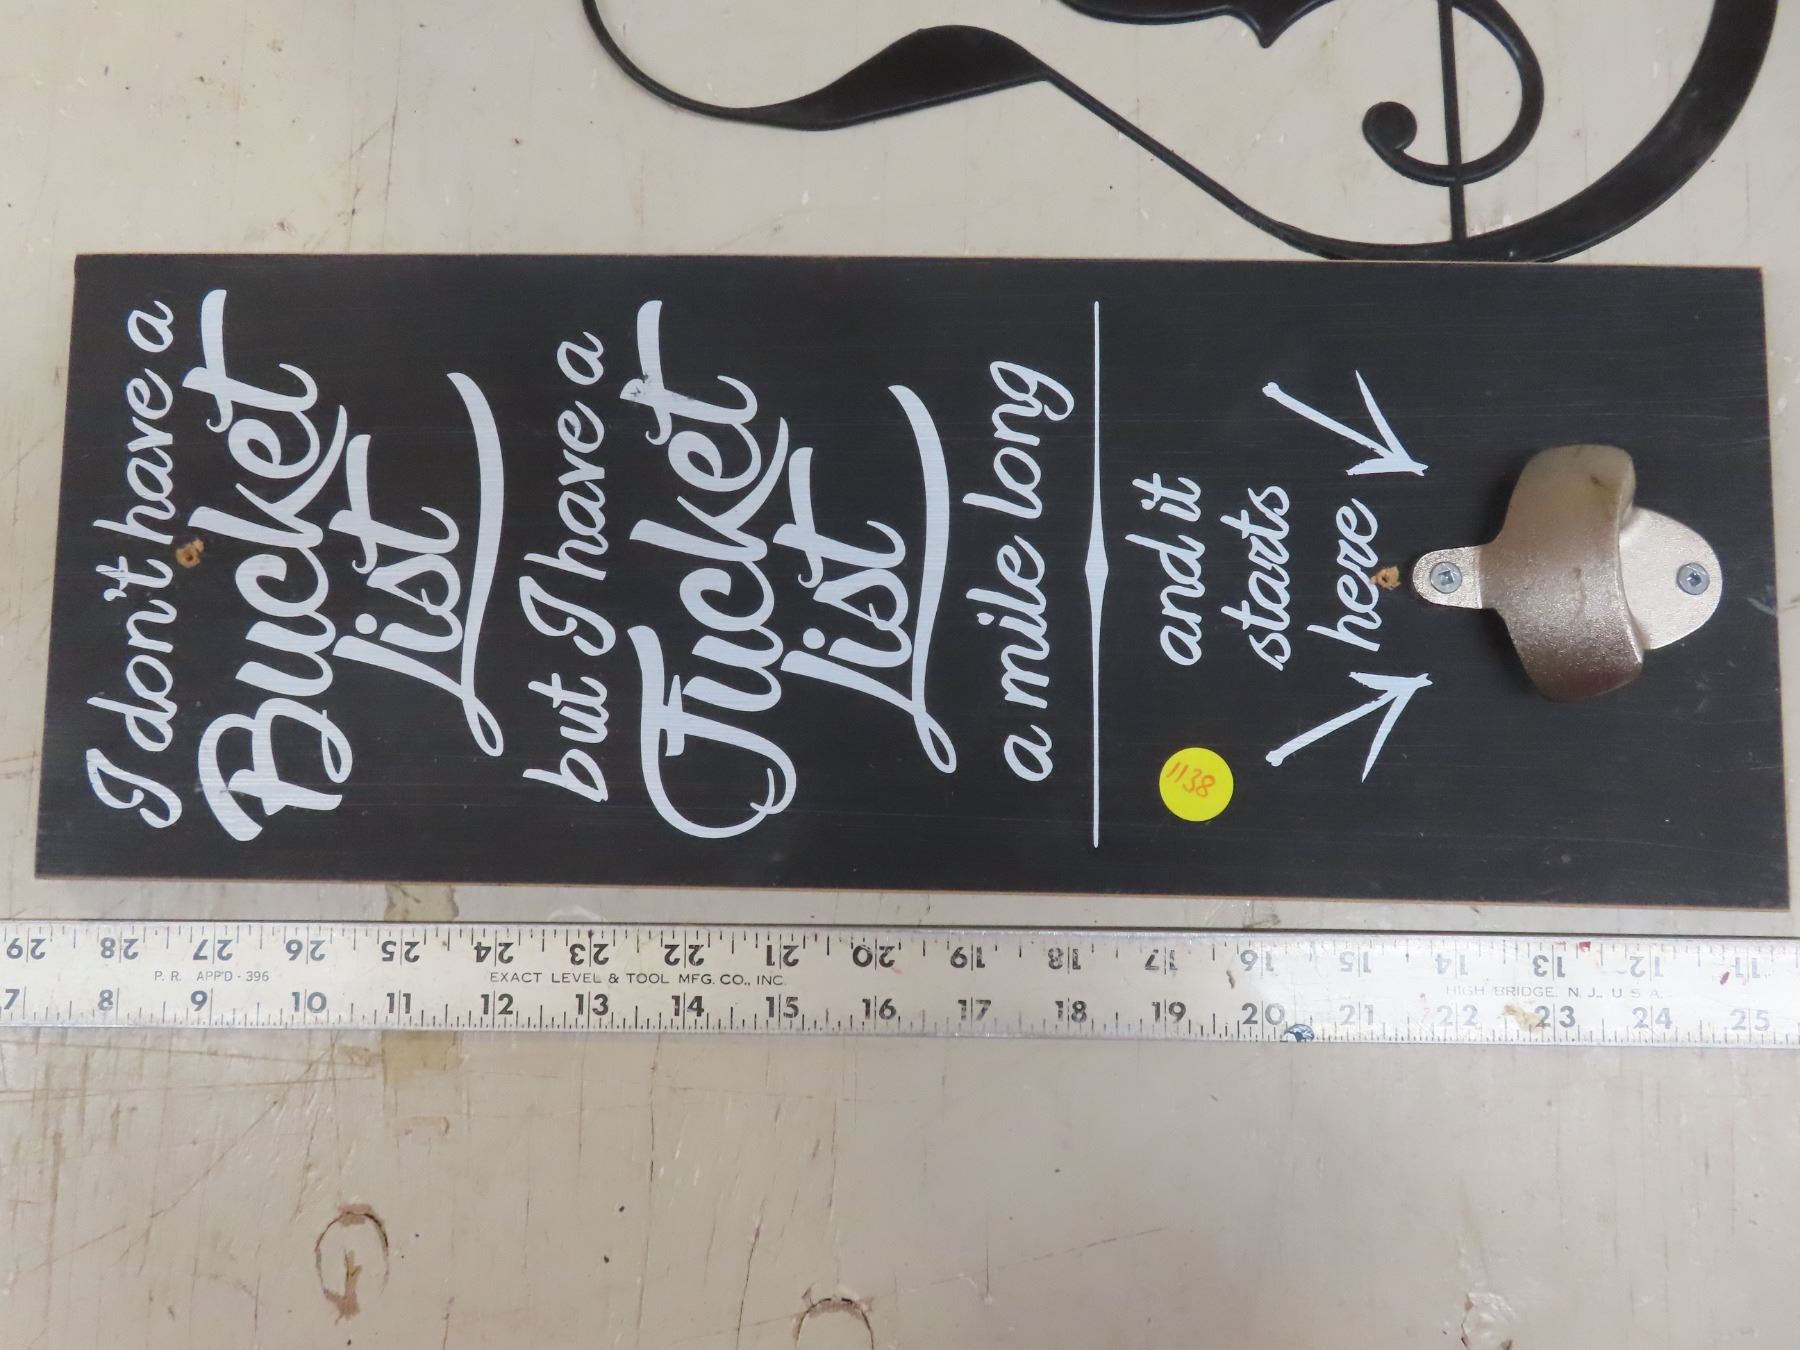 I don't have a
Bucket
List
but I have a
Fucket
List
a mile long
and it
starts
here
1138
29 28 27 26 25 24 23 22 21 20 19 18 17 16 15 14 13 12 11
P. R. APP'D - 396
EXACT LEVEL & TOOL MFG. CO., INC.
HIGH BRIDGE, N. J., U S A.
7 8 9 10 11 12 13 14 15 16 17 18 19 20 21 22 23 24 25